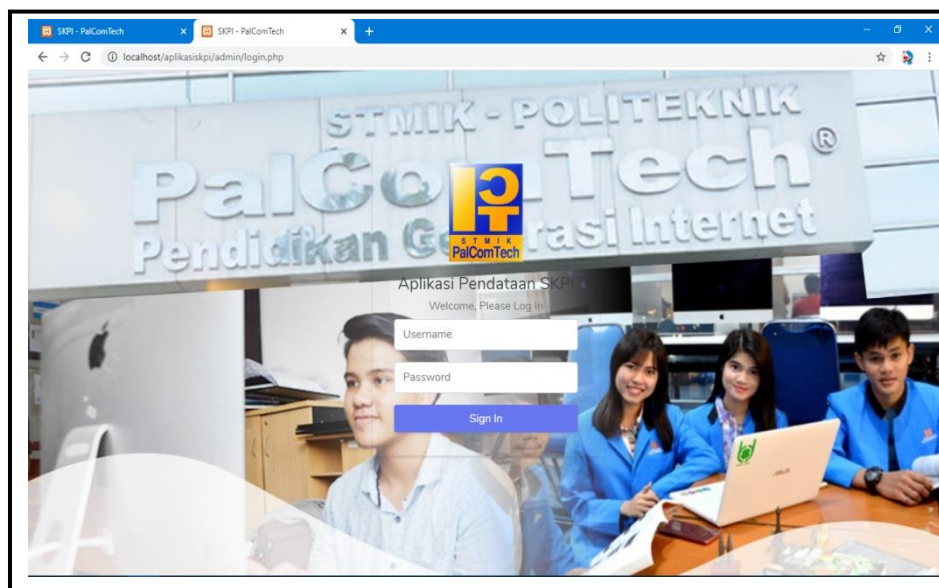 SKPI - PalComTech
SKPI - PalComTech
localhost/aplikasiskpi/admin/login.php
STMIK - POLITEKNIK
PalComTech®
Pendidikan Generasi Internet
STMIK
PalComTech
Aplikasi Pendataan SKPI
Welcome, Please Log In
Username
Password
Sign In
ASUS